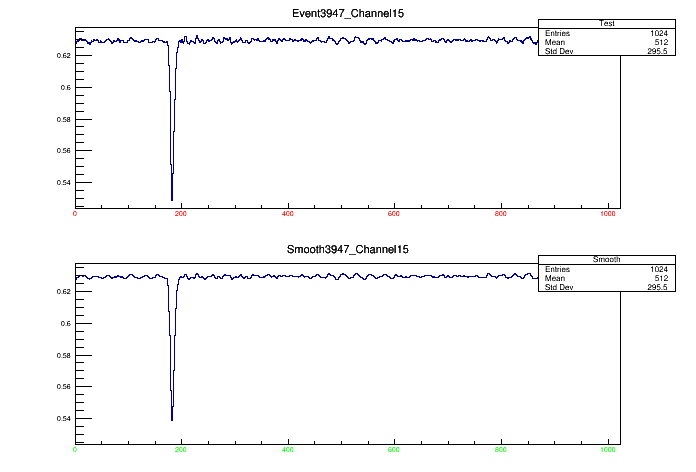 Event3947_Channel15
Test
Entries 1024
Mean 512
Std Dev 295.5
0.62
0.6
0.58
0.56
0.54
0 200 400 600 800 1000
Smooth3947_Channel15
Smooth
Entries 1024
Mean 512
Std Dev 295.5
0.62
0.6
0.58
0.56
0.54
0 200 400 600 800 1000